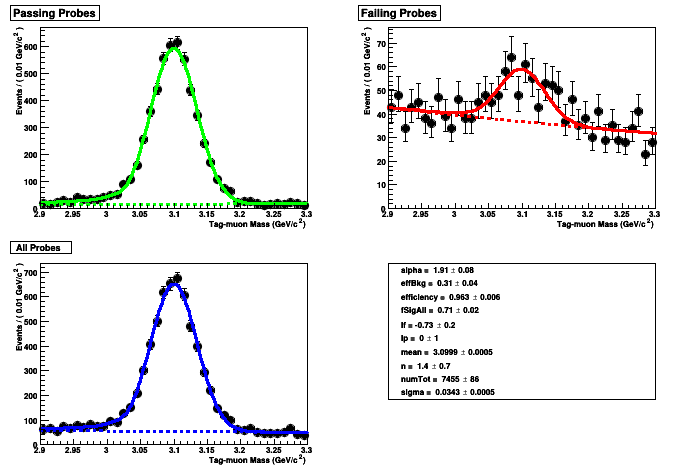 Passing Probes
Events / ( 0.01 GeV/c² )
600
500
400
300
200
100
0
2.9 2.95 3 3.05 3.1 3.15 3.2 3.25 3.3
Tag-muon Mass (GeV/c²)
Failing Probes
Events / ( 0.01 GeV/c² )
70
60
50
40
30
20
10
0
2.9 2.95 3 3.05 3.1 3.15 3.2 3.25 3.3
Tag-muon Mass (GeV/c²)
All Probes
Events / ( 0.01 GeV/c² )
700
600
500
400
300
200
100
0
2.9 2.95 3 3.05 3.1 3.15 3.2 3.25 3.3
Tag-muon Mass (GeV/c²)
alpha = 1.91 ± 0.08
effBkg = 0.31 ± 0.04
efficiency = 0.963 ± 0.006
fSigAll = 0.71 ± 0.02
lf = -0.73 ± 0.2
lp = 0 ± 1
mean = 3.0999 ± 0.0005
n = 1.4 ± 0.7
numTot = 7455 ± 86
sigma = 0.0343 ± 0.0005